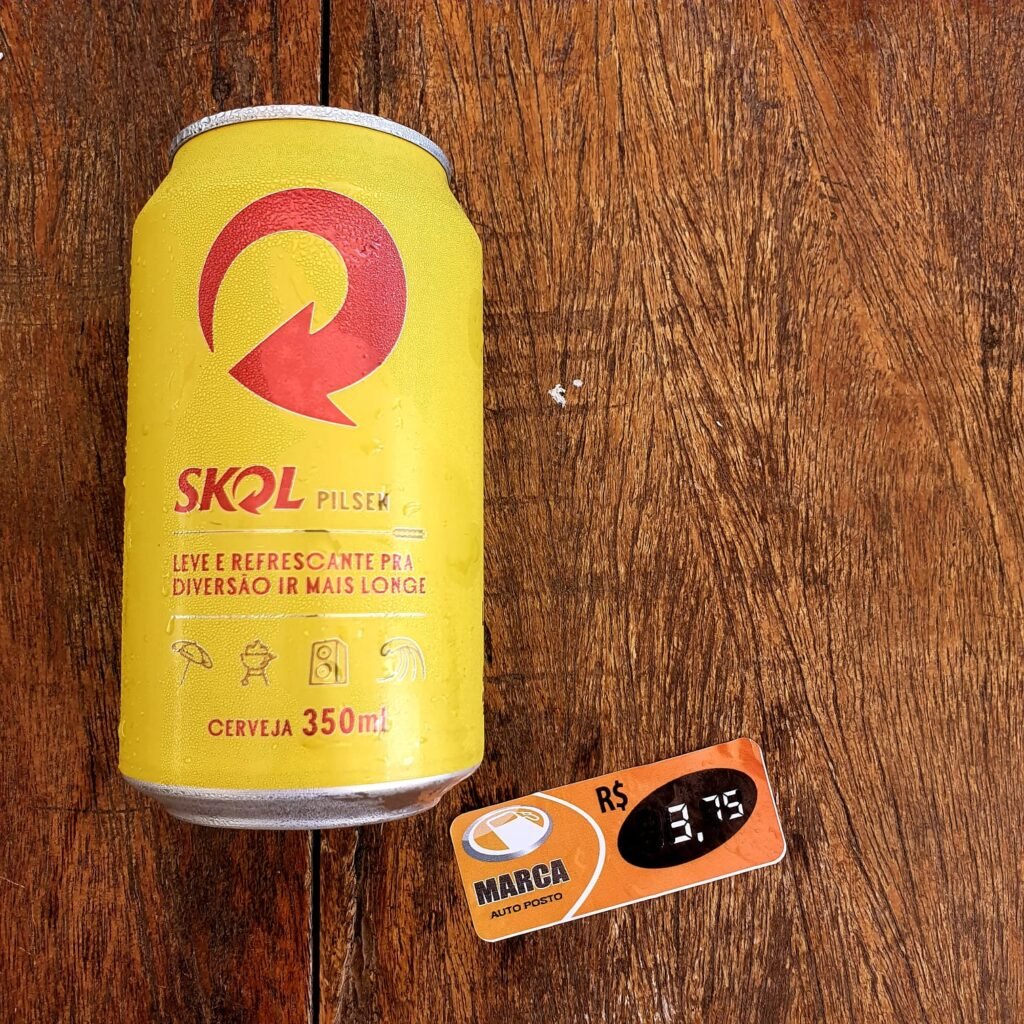 SKOL PILSEN
LEVE E REFRESCANTE PRA
DIVERSÃO IR MAIS LONGE
CERVEJA 350ml
R$ 3,75
MARCA
AUTO POSTO